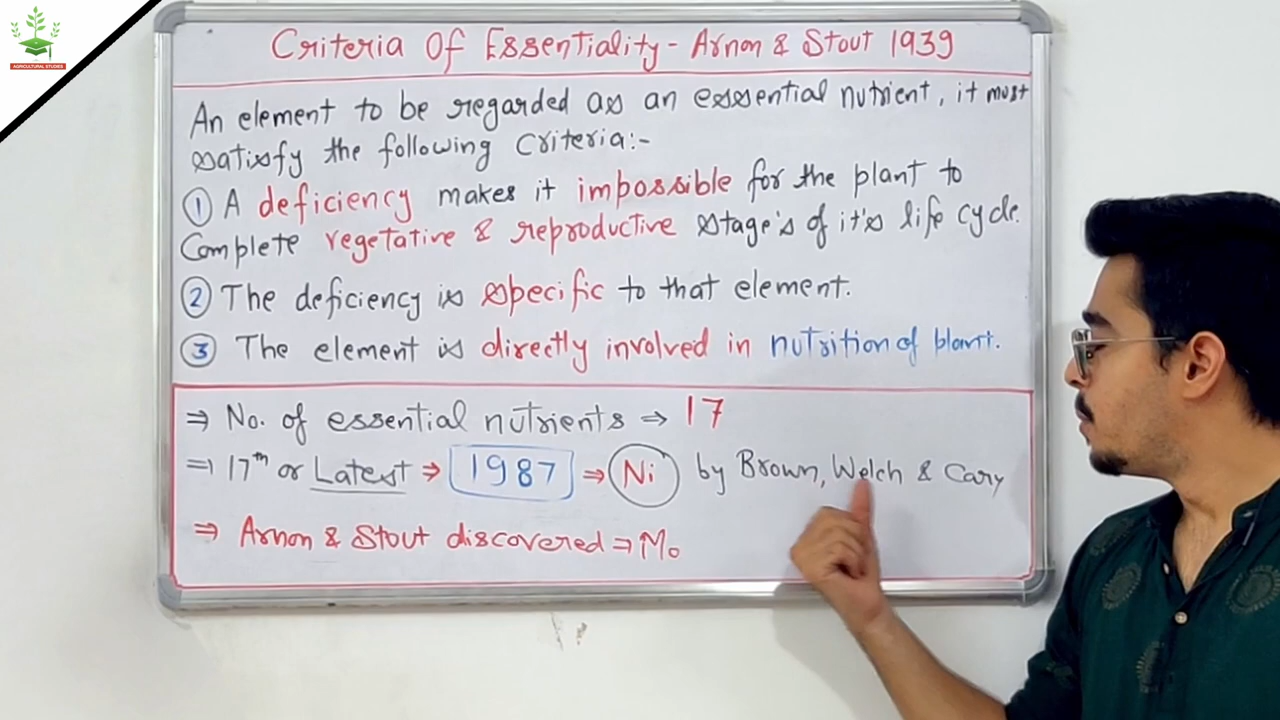 AGRICULTURAL STUDIES
Criteria Of Essentiality - Arnon & Stout 1939
An element to be regarded as an essential nutrient, it must
satisfy the following Criteria:-
① A deficiency makes it impossible for the plant to
Complete vegetative & reproductive stage's of it's life cycle.
② The deficiency is specific to that element.
③ The element is directly involved in nutrition of plant.
⇒ No. of essential nutrients ⇒ 17
⇒ 17th or Latest ⇒ 1987 ⇒ Ni by Brown, Welch & Cary
⇒ Arnon & Stout discovered ⇒ Mo